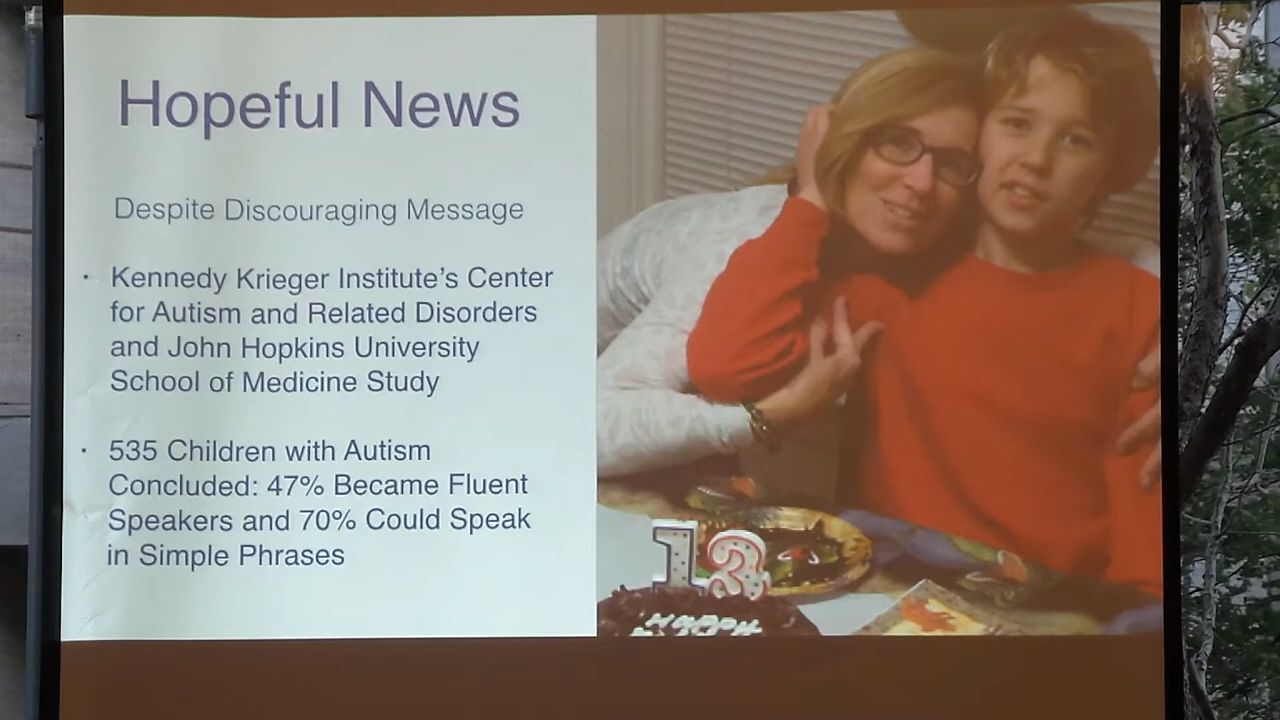 Hopeful News
Despite Discouraging Message
· Kennedy Krieger Institute's Center
for Autism and Related Disorders
and John Hopkins University
School of Medicine Study
· 535 Children with Autism
Concluded: 47% Became Fluent
Speakers and 70% Could Speak
in Simple Phrases
13
HAPPY